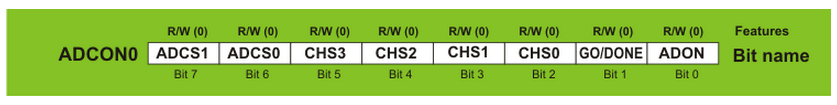 R/W (0) R/W (0) R/W (0) R/W (0) R/W (0) R/W (0) R/W (0) R/W (0) Features
ADCON0 ADCS1 ADCS0 CHS3 CHS2 CHS1 CHS0 GO/DONE ADON Bit name
Bit 7 Bit 6 Bit 5 Bit 4 Bit 3 Bit 2 Bit 1 Bit 0